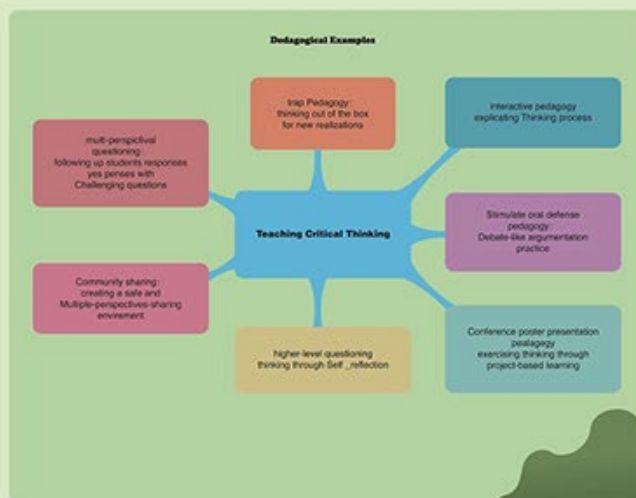 Dedagogical Examples
trap Pedagogy:
thinking out of the box
for new realizations
interactive pedagogy
explicating Thinking process
multi-perspictival
questioning:
following up students responses
yes penses with
Challenging questions
Teaching Critical Thinking
Stimulate oral defense
pedagogy:
Debate-like argumentation
practice
Community sharing:
creating a safe and
Multiple-perspectives-sharing
envirement
higher-level questioning
thinking through Self _reflection
Conference poster presentation
pealagegy
exercising thinking through
project-based learning